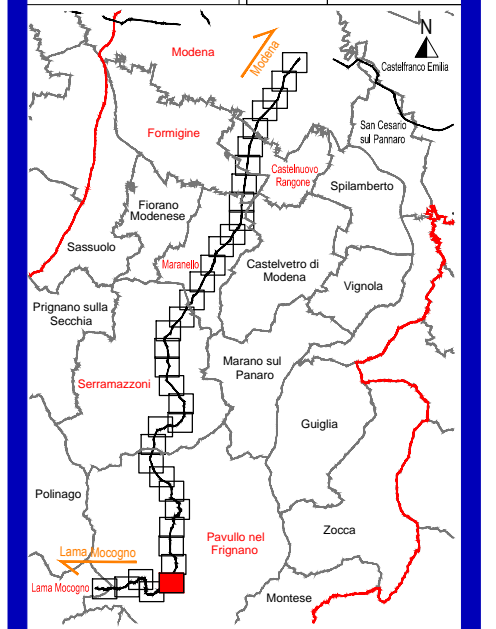 N
Modena
Modena
Castelfranco Emilia
San Cesario
sul Pannaro
Formigine
Castelnuovo
Rangone
Spilamberto
Fiorano
Modenese
Sassuolo
Maranello
Castelvetro di
Modena
Vignola
Prignano sulla
Secchia
Marano sul
Panaro
Serramazzoni
Guiglia
Polinago
Zocca
Pavullo nel
Frignano
Lama Mocogno
Lama Mocogno
Montese